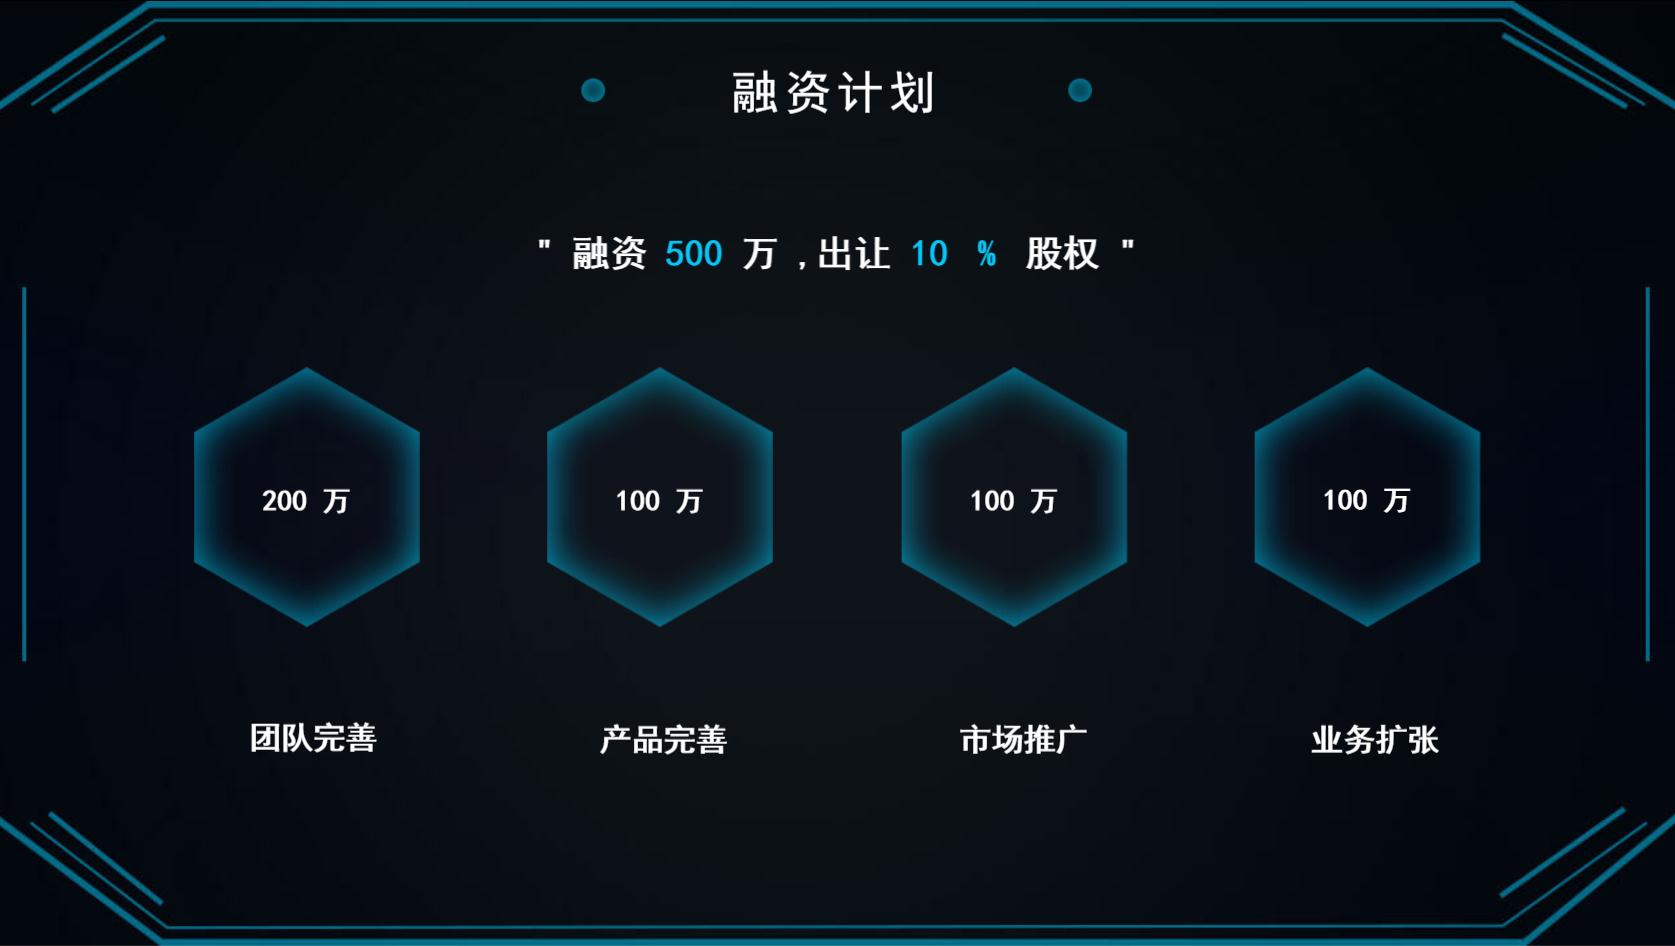 融资计划
" 融资 500 万 ,出让 10 % 股权 "
200 万
100 万
100 万
100 万
团队完善
产品完善
市场推广
业务扩张